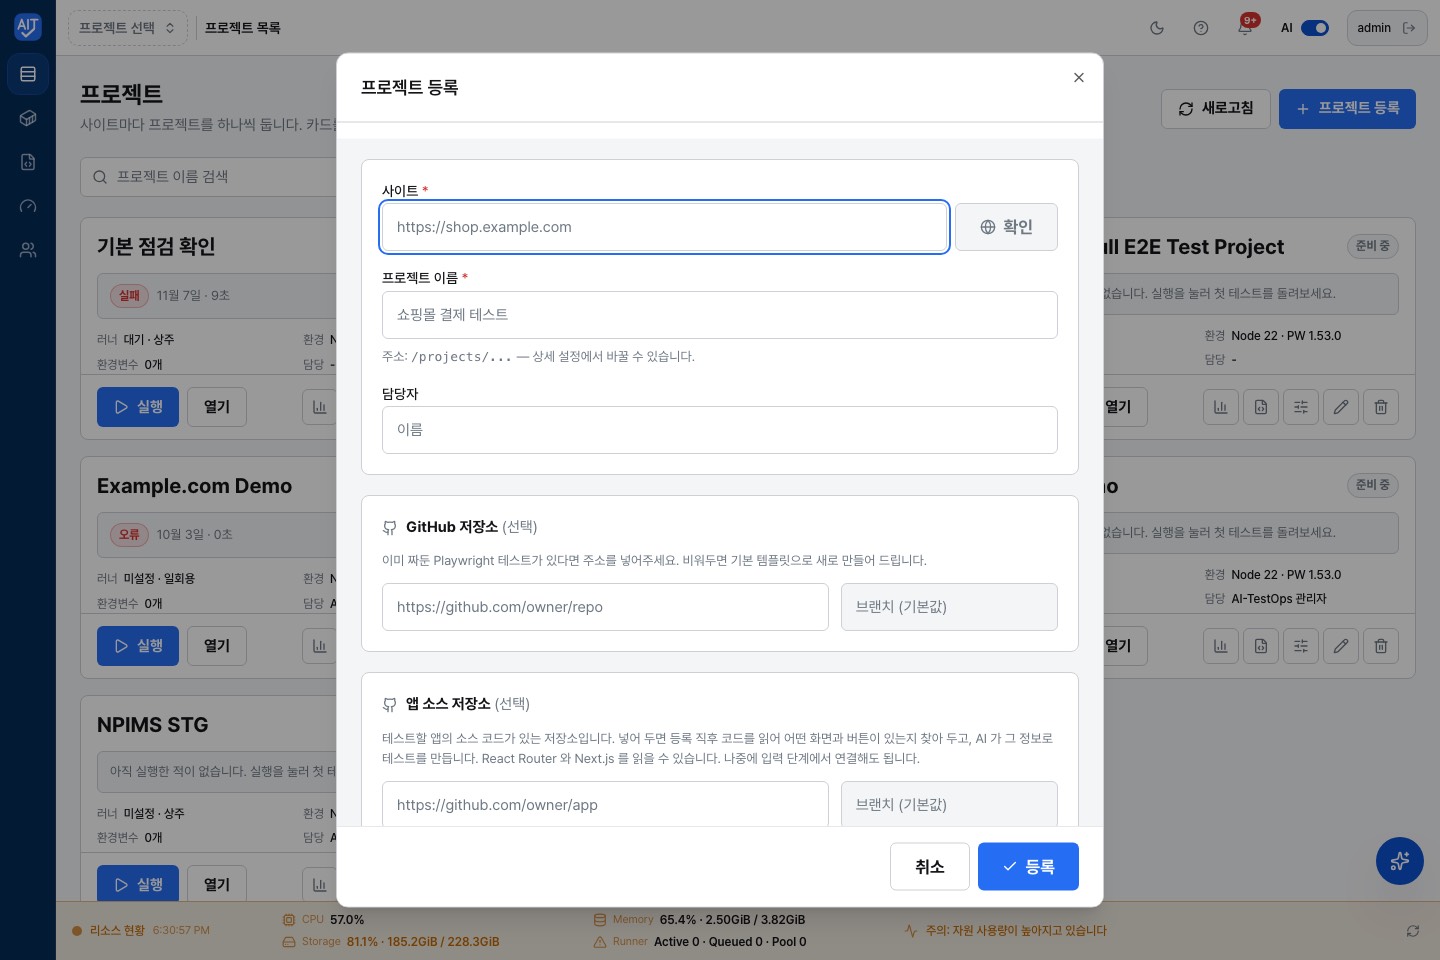 AIT
프로젝트 선택
프로젝트 목록
9+
AI
admin
프로젝트
사이트마다 프로젝트를 하나씩 둡니다. 카드를
새로고침
프로젝트 등록
프로젝트 이름 검색
기본 점검 확인
실패
11월 7일 · 9초
러너 대기 · 상주
환경
환경변수 0개
담당 -
실행
열기
Example.com Demo
오류
10월 3일 · 0초
러너 미설정 · 일회용
환경
환경변수 0개
담당
실행
열기
NPIMS STG
아직 실행한 적이 없습니다. 실행을 눌러 첫 테
러너 미설정 · 상주
환경
환경변수 0개
담당
실행
열기
E2E Test Project
준비 중
없습니다. 실행을 눌러 첫 테스트를 돌려보세요.
환경 Node 22 · PW 1.53.0
담당 -
열기
준비 중
없습니다. 실행을 눌러 첫 테스트를 돌려보세요.
환경 Node 22 · PW 1.53.0
담당 AI-TestOps 관리자
열기
프로젝트 등록
사이트 *
https://shop.example.com
확인
프로젝트 이름 *
쇼핑몰 결제 테스트
주소: /projects/... — 상세 설정에서 바꿀 수 있습니다.
담당자
이름
GitHub 저장소 (선택)
이미 짜둔 Playwright 테스트가 있다면 주소를 넣어주세요. 비워두면 기본 템플릿으로 새로 만들어 드립니다.
https://github.com/owner/repo
브랜치 (기본값)
앱 소스 저장소 (선택)
테스트할 앱의 소스 코드가 있는 저장소입니다. 넣어 두면 등록 직후 코드를 읽어 어떤 화면과 버튼이 있는지 찾아 두고, AI 가 그 정보로
테스트를 만듭니다. React Router 와 Next.js 를 읽을 수 있습니다. 나중에 입력 단계에서 연결해도 됩니다.
https://github.com/owner/app
브랜치 (기본값)
취소
등록
리소스 현황 6:30:57 PM
CPU 57.0%
Storage 81.1% · 185.2GiB / 228.3GiB
Memory 65.4% · 2.50GiB / 3.82GiB
Runner Active 0 · Queued 0 · Pool 0
주의: 자원 사용량이 높아지고 있습니다